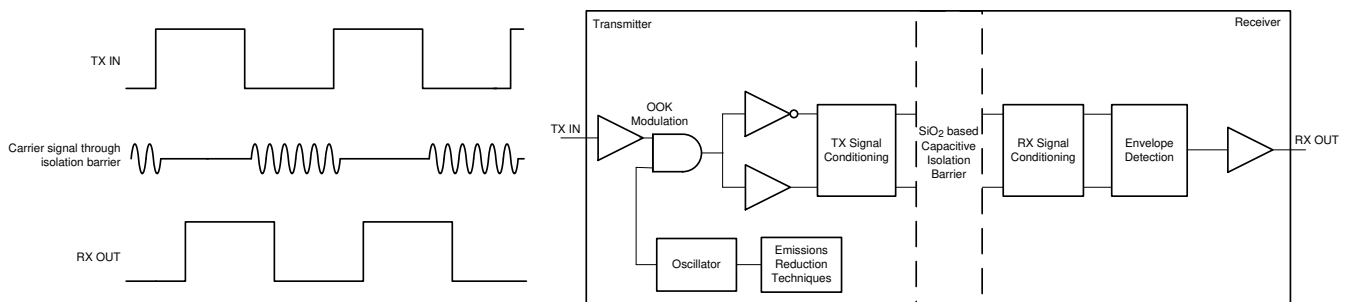 TX IN
Carrier signal through
isolation barrier
RX OUT
Transmitter
Receiver
OOK
Modulation
TX IN
TX Signal
Conditioning
SiO₂ based
Capacitive
Isolation
Barrier
RX Signal
Conditioning
Envelope
Detection
RX OUT
Oscillator
Emissions
Reduction
Techniques